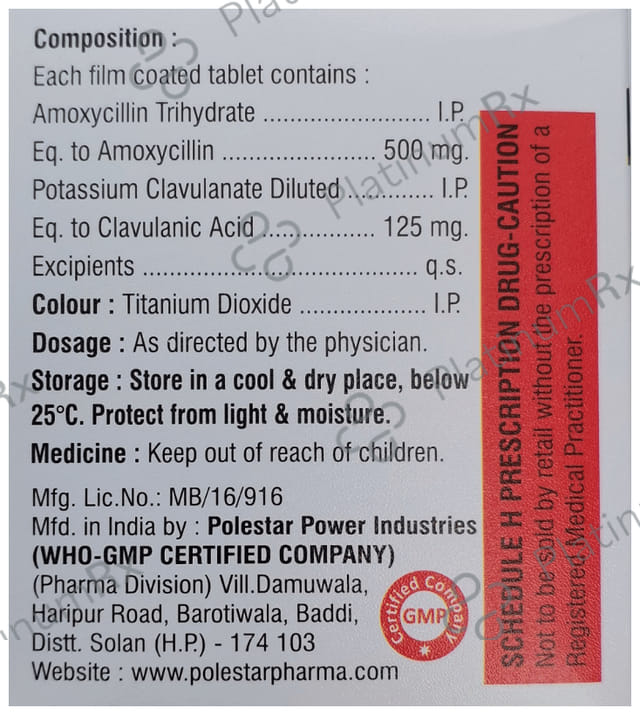 Composition :
Each film coated tablet contains :
Amoxycillin Trihydrate ........................ I.P.
Eq. to Amoxycillin ...................... 500 mg.
Potassium Clavulanate Diluted ............ I.P.
Eq. to Clavulanic Acid ................ 125 mg.
Excipients ....................................... q.s.
Colour : Titanium Dioxide .................. I.P.
Dosage : As directed by the physician.
Storage : Store in a cool & dry place, below
25°C. Protect from light & moisture.
Medicine : Keep out of reach of children.
Mfg. Lic.No.: MB/16/916
Mfd. in India by : Polestar Power Industries
(WHO-GMP CERTIFIED COMPANY)
(Pharma Division) Vill.Damuwala,
Haripur Road, Barotiwala, Baddi,
Distt. Solan (H.P.) - 174 103
Website : www.polestarpharma.com
Certified Company
GMP
SCHEDULE H PRESCRIPTION DRUG-CAUTION
Not to be sold by retail without the prescription of a
Registered Medical Practitioner.
PlatinumRx
PlatinumRx
PlatinumRx